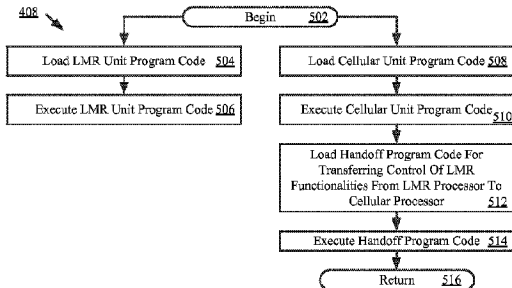 408
Begin 502
Load LMR Unit Program Code 504
Execute LMR Unit Program Code 506
Load Cellular Unit Program Code 508
Execute Cellular Unit Program Code 510
Load Handoff Program Code For
Transferring Control Of LMR
Functionalities From LMR Processor To
Cellular Processor 512
Execute Handoff Program Code 514
Return 516